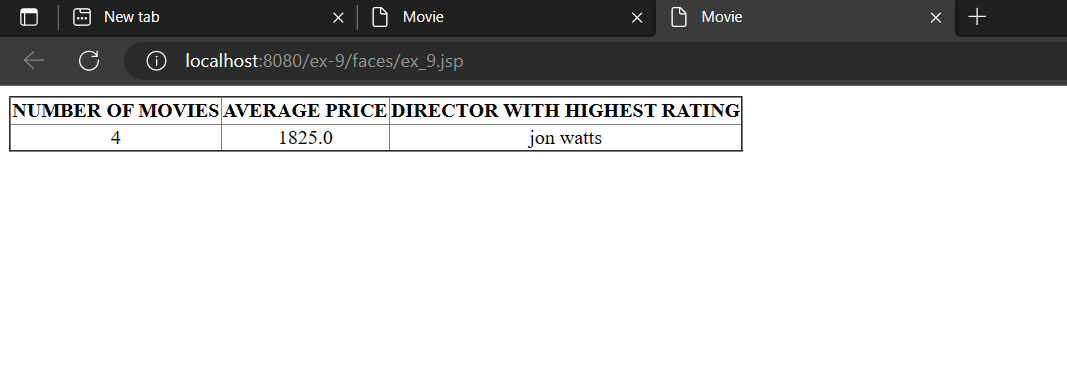 New tab Movie Movie
localhost:8080/ex-9/faces/ex_9.jsp
NUMBER OF MOVIES AVERAGE PRICE DIRECTOR WITH HIGHEST RATING
4 1825.0 jon watts